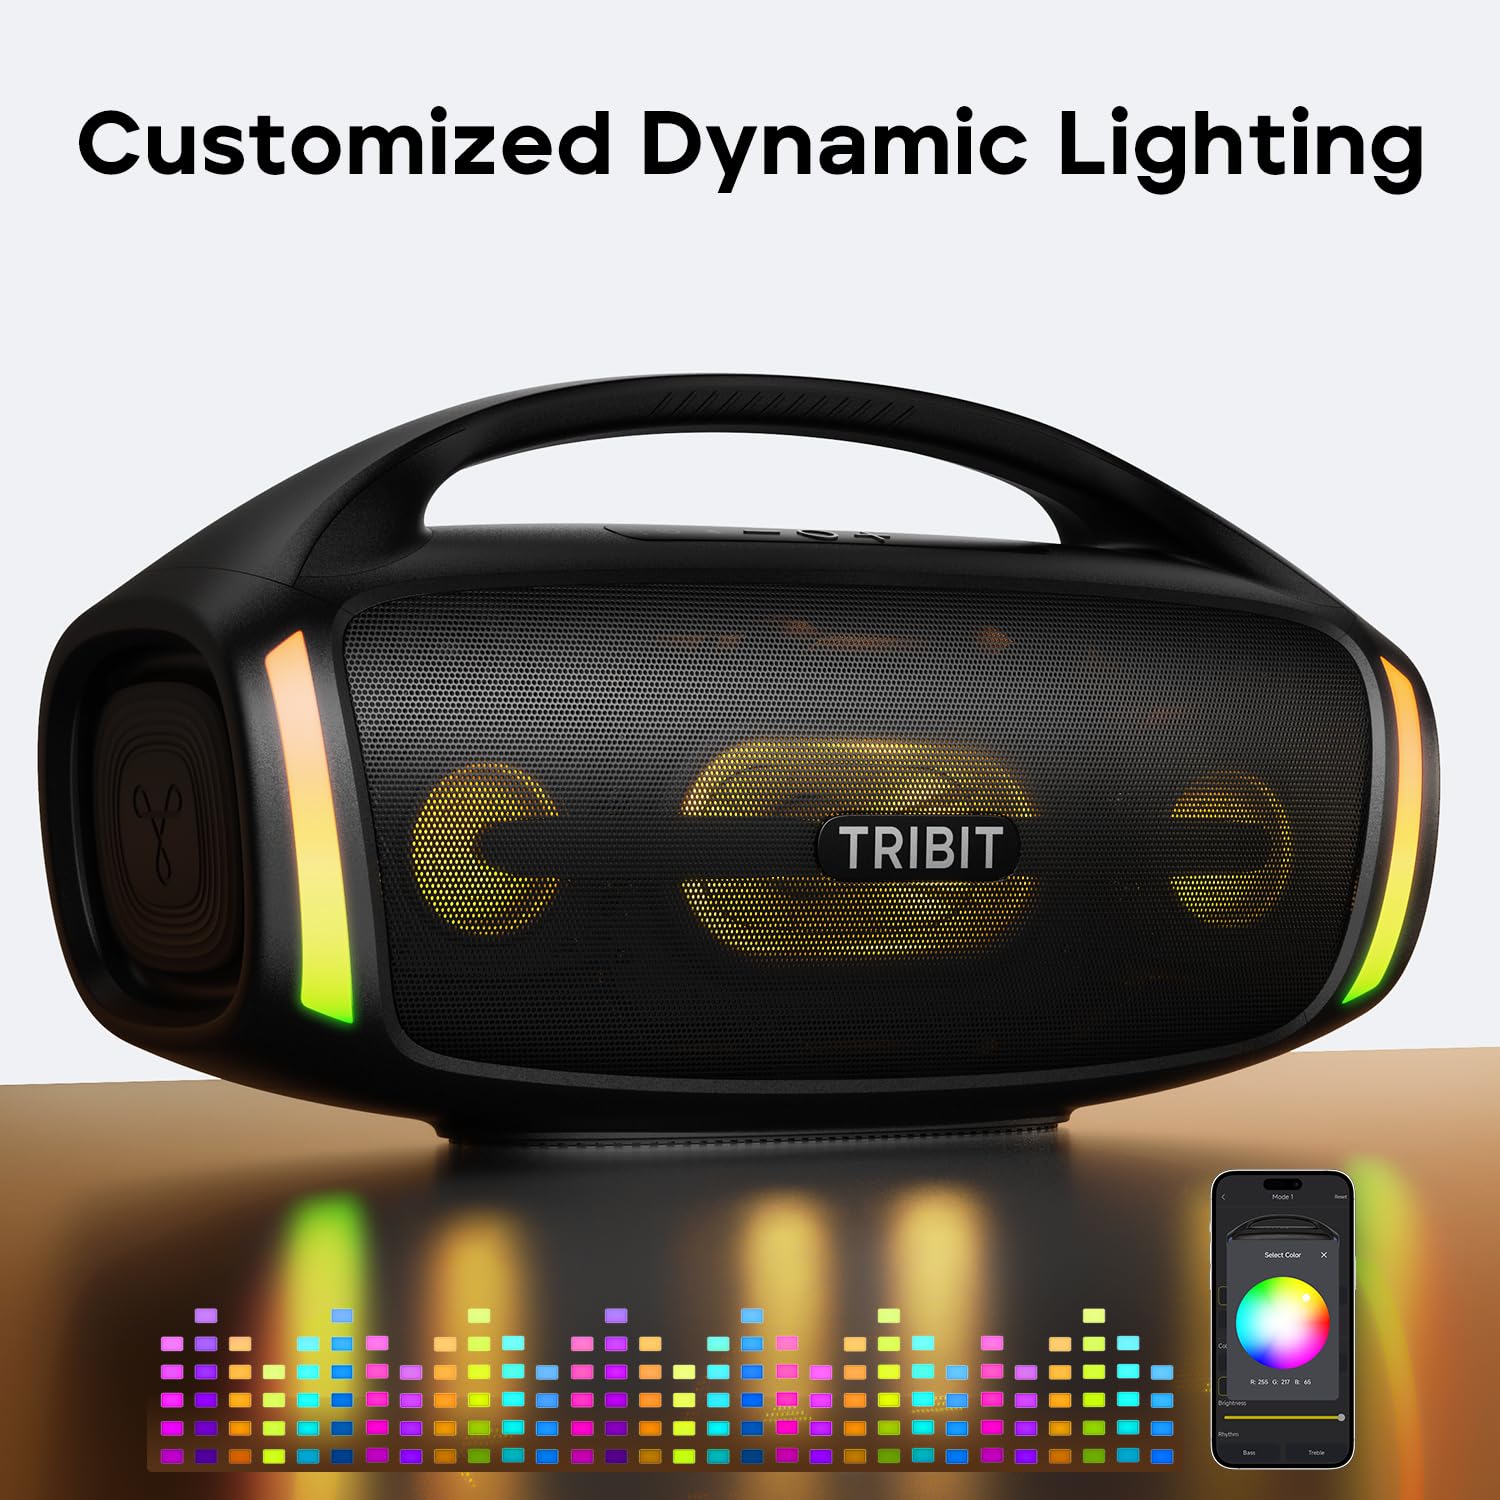 Customized Dynamic Lighting
TRIBIT
Mode 1
Reset
Select Color
R: 255 G: 217 B: 65
Brightness
Rhythm
Bass
Treble